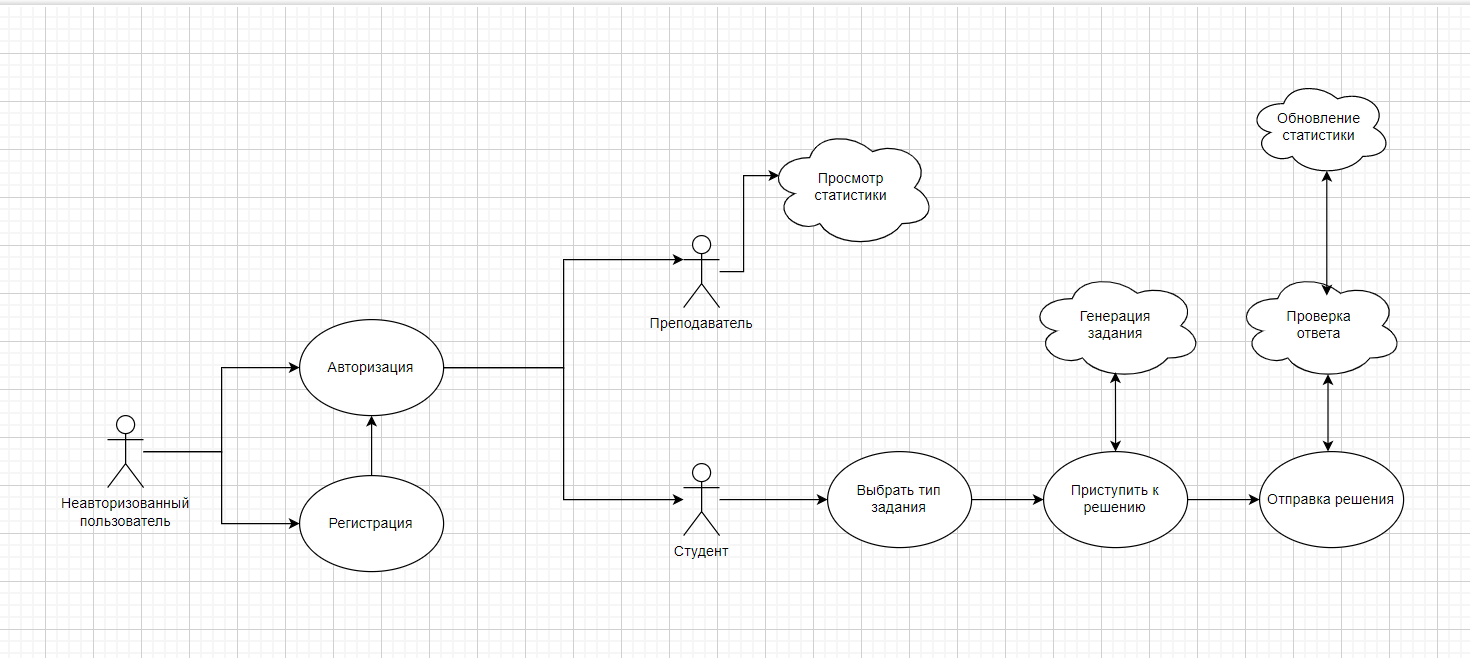 Обновление
статистики
Просмотр
статистики
Преподаватель
Генерация
задания
Проверка
ответа
Авторизация
Неавторизованный
пользователь
Регистрация
Студент
Выбрать тип
задания
Приступить к
решению
Отправка решения